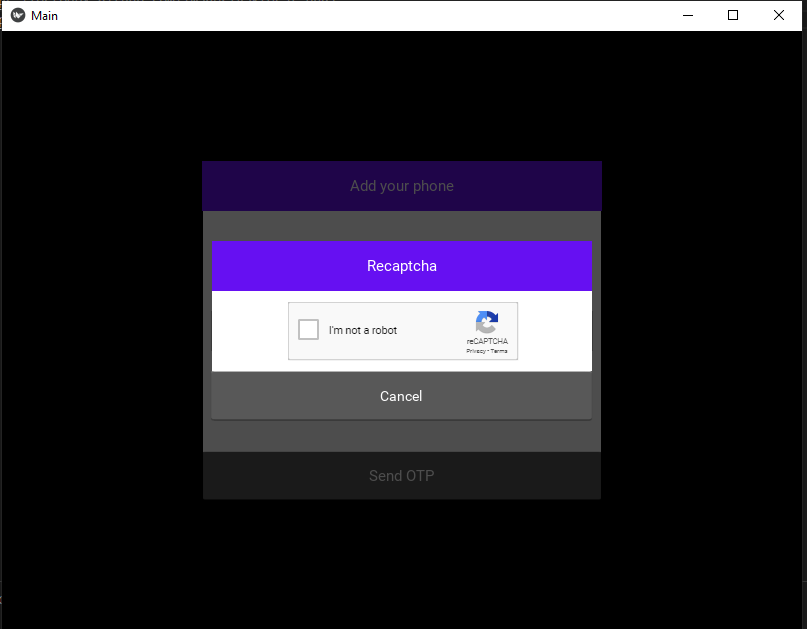 Main
Add your phone
Recaptcha
I'm not a robot
reCAPTCHA
Privacy - Terms
Cancel
Send OTP